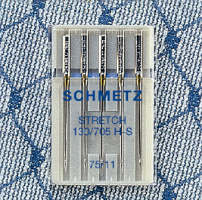 SCHMETZ
STRETCH
130/705 H-S
75/11